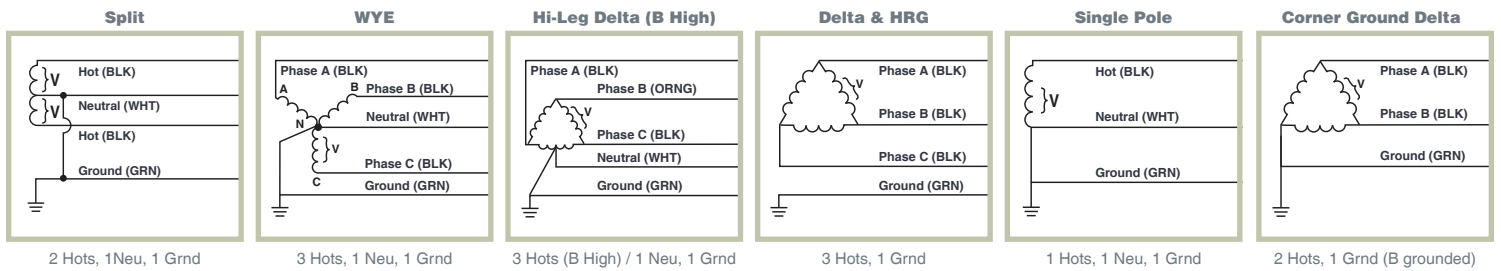 Split
V
Hot (BLK)
V
Neutral (WHT)
Hot (BLK)
Ground (GRN)
2 Hots, 1Neu, 1 Grnd
WYE
Phase A (BLK)
A
B
Phase B (BLK)
N
Neutral (WHT)
V
Phase C (BLK)
C
Ground (GRN)
3 Hots, 1 Neu, 1 Grnd
Hi-Leg Delta (B High)
Phase A (BLK)
Phase B (ORNG)
V
Phase C (BLK)
Neutral (WHT)
Ground (GRN)
3 Hots (B High) / 1 Neu, 1 Grnd
Delta & HRG
Phase A (BLK)
V
Phase B (BLK)
Phase C (BLK)
Ground (GRN)
3 Hots, 1 Grnd
Single Pole
Hot (BLK)
V
Neutral (WHT)
Ground (GRN)
1 Hots, 1 Neu, 1 Grnd
Corner Ground Delta
Phase A (BLK)
V
Phase B (BLK)
Ground (GRN)
2 Hots, 1 Grnd (B grounded)